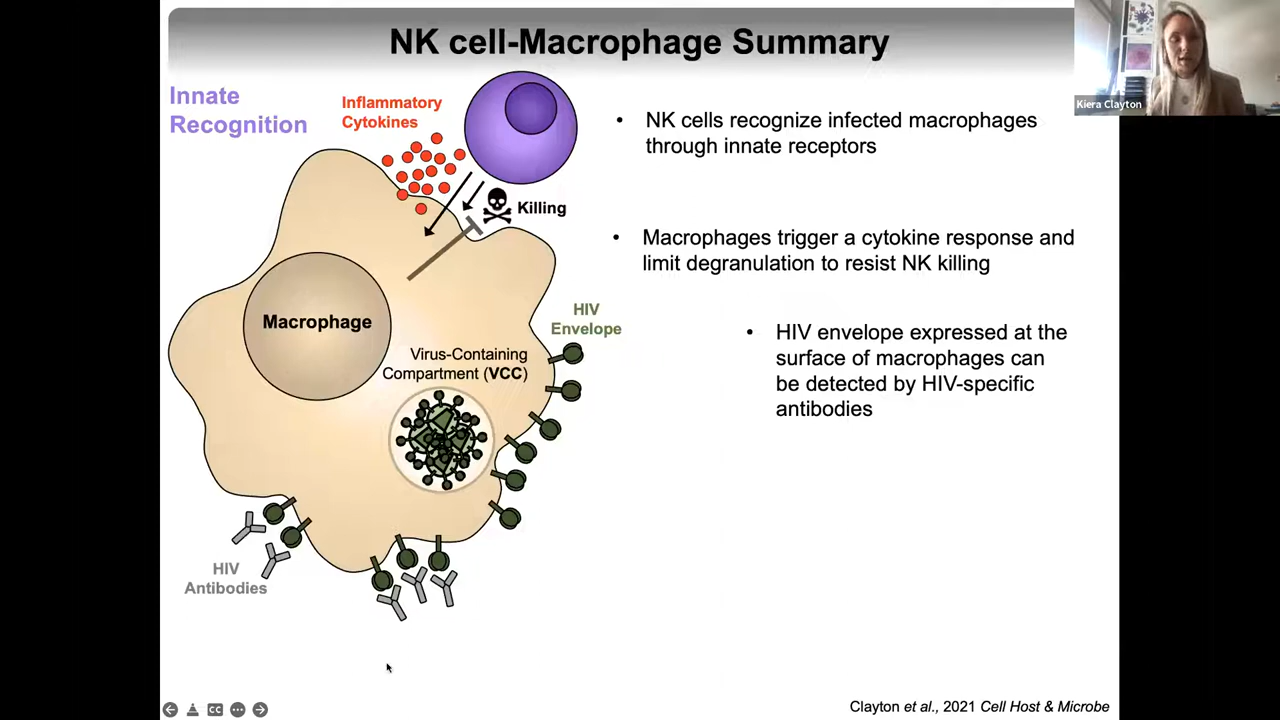 NK cell-Macrophage Summary
Kiera Clayton
Innate
Recognition
Inflammatory
Cytokines
Killing
• NK cells recognize infected macrophages
through innate receptors
• Macrophages trigger a cytokine response and
limit degranulation to resist NK killing
Macrophage
HIV
Envelope
Virus-Containing
Compartment (VCC)
• HIV envelope expressed at the
surface of macrophages can
be detected by HIV-specific
antibodies
HIV
Antibodies
CC
Clayton et al., 2021 Cell Host & Microbe